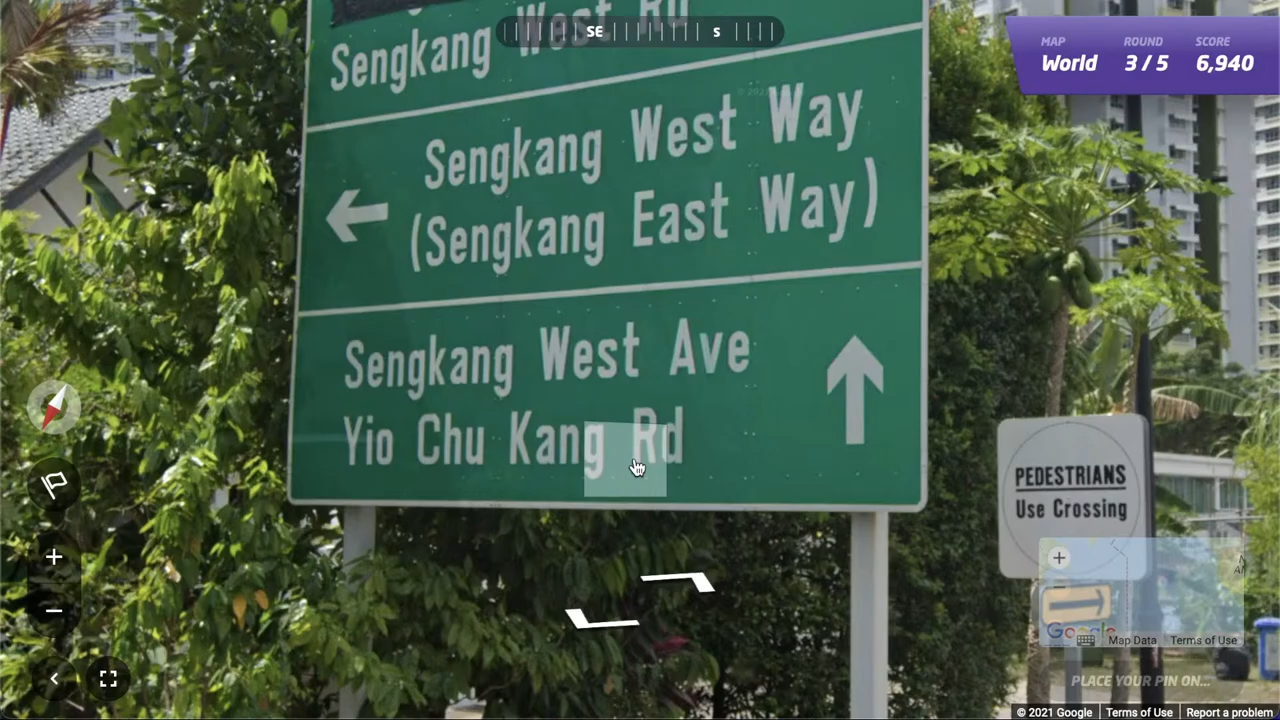 SE
S
MAP
World
ROUND
3 / 5
SCORE
6,940
Sengkang West Rd
Sengkang West Way
(Sengkang East Way)
Sengkang West Ave
Yio Chu Kang Rd
PEDESTRIANS
Use Crossing
Google
Map Data
Terms of Use
PLACE YOUR PIN ON...
© 2021 Google
Terms of Use
Report a problem